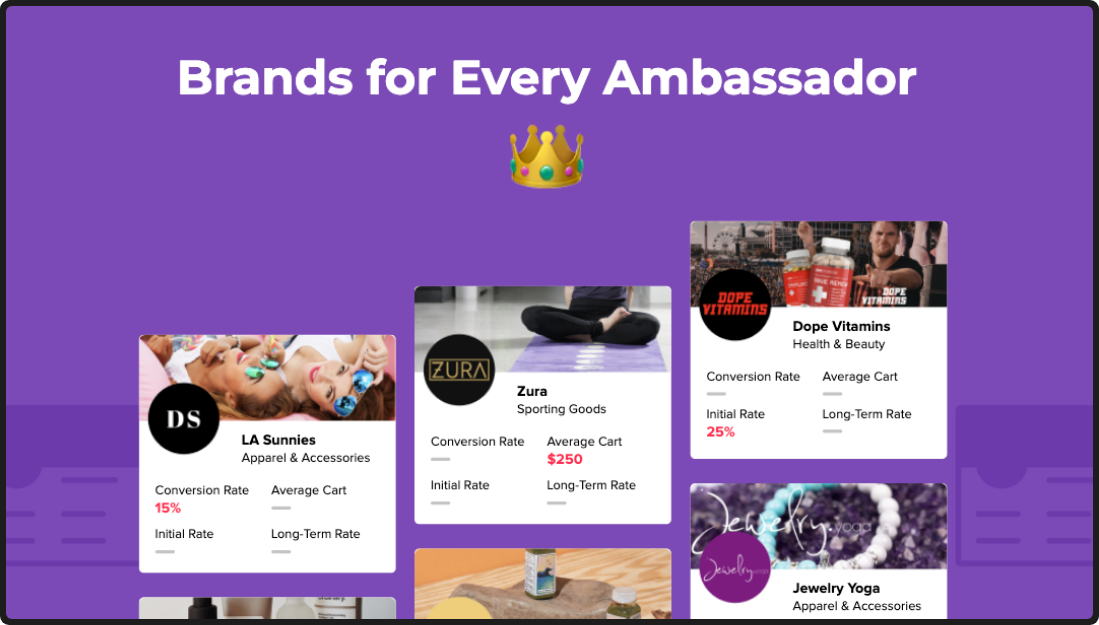 Brands for Every Ambassador
DOPE
VITAMINS
DOPE
VITAMINS
Dope Vitamins
Health & Beauty
Conversion Rate
Average Cart
Initial Rate
25%
Long-Term Rate
ZURA
Zura
Sporting Goods
Conversion Rate
Average Cart
$250
Initial Rate
Long-Term Rate
DS
LA Sunnies
Apparel & Accessories
Conversion Rate
15%
Average Cart
Initial Rate
Long-Term Rate
Jewelry.yoga
Jewelry.yoga
Jewelry Yoga
Apparel & Accessories